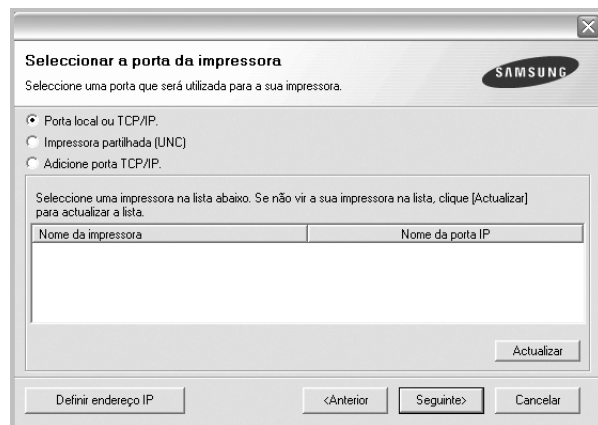 Seleccionar a porta da impressora
Seleccione uma porta que será utilizada para a sua impressora.
SAMSUNG
Porta local ou TCP/IP.
Impressora partilhada (UNC)
Adicione porta TCP/IP.
Seleccione uma impressora na lista abaixo. Se não vir a sua impressora na lista, clique [Actualizar]
para actualizar a lista.
Nome da impressora Nome da porta IP
Actualizar
Definir endereço IP <Anterior Seguinte> Cancelar